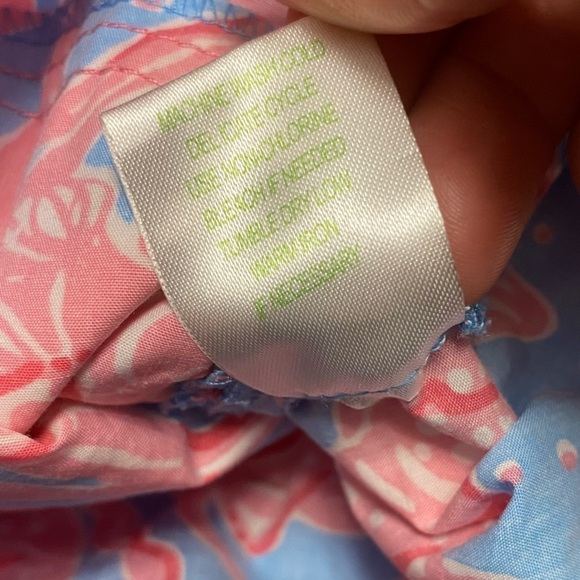 MACHINE WASH COLD
DELICATE CYCLE
USE NON-CHLORINE
BLEACH IF NEEDED
TUMBLE DRY LOW
WARM IRON
IF NECESSARY